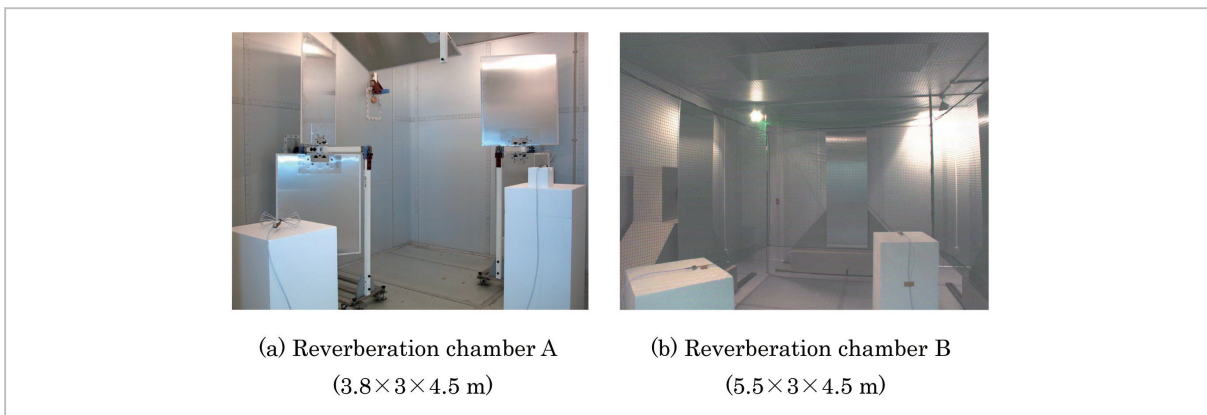 (a) Reverberation chamber A
(3.8×3×4.5 m)
(b) Reverberation chamber B
(5.5×3×4.5 m)